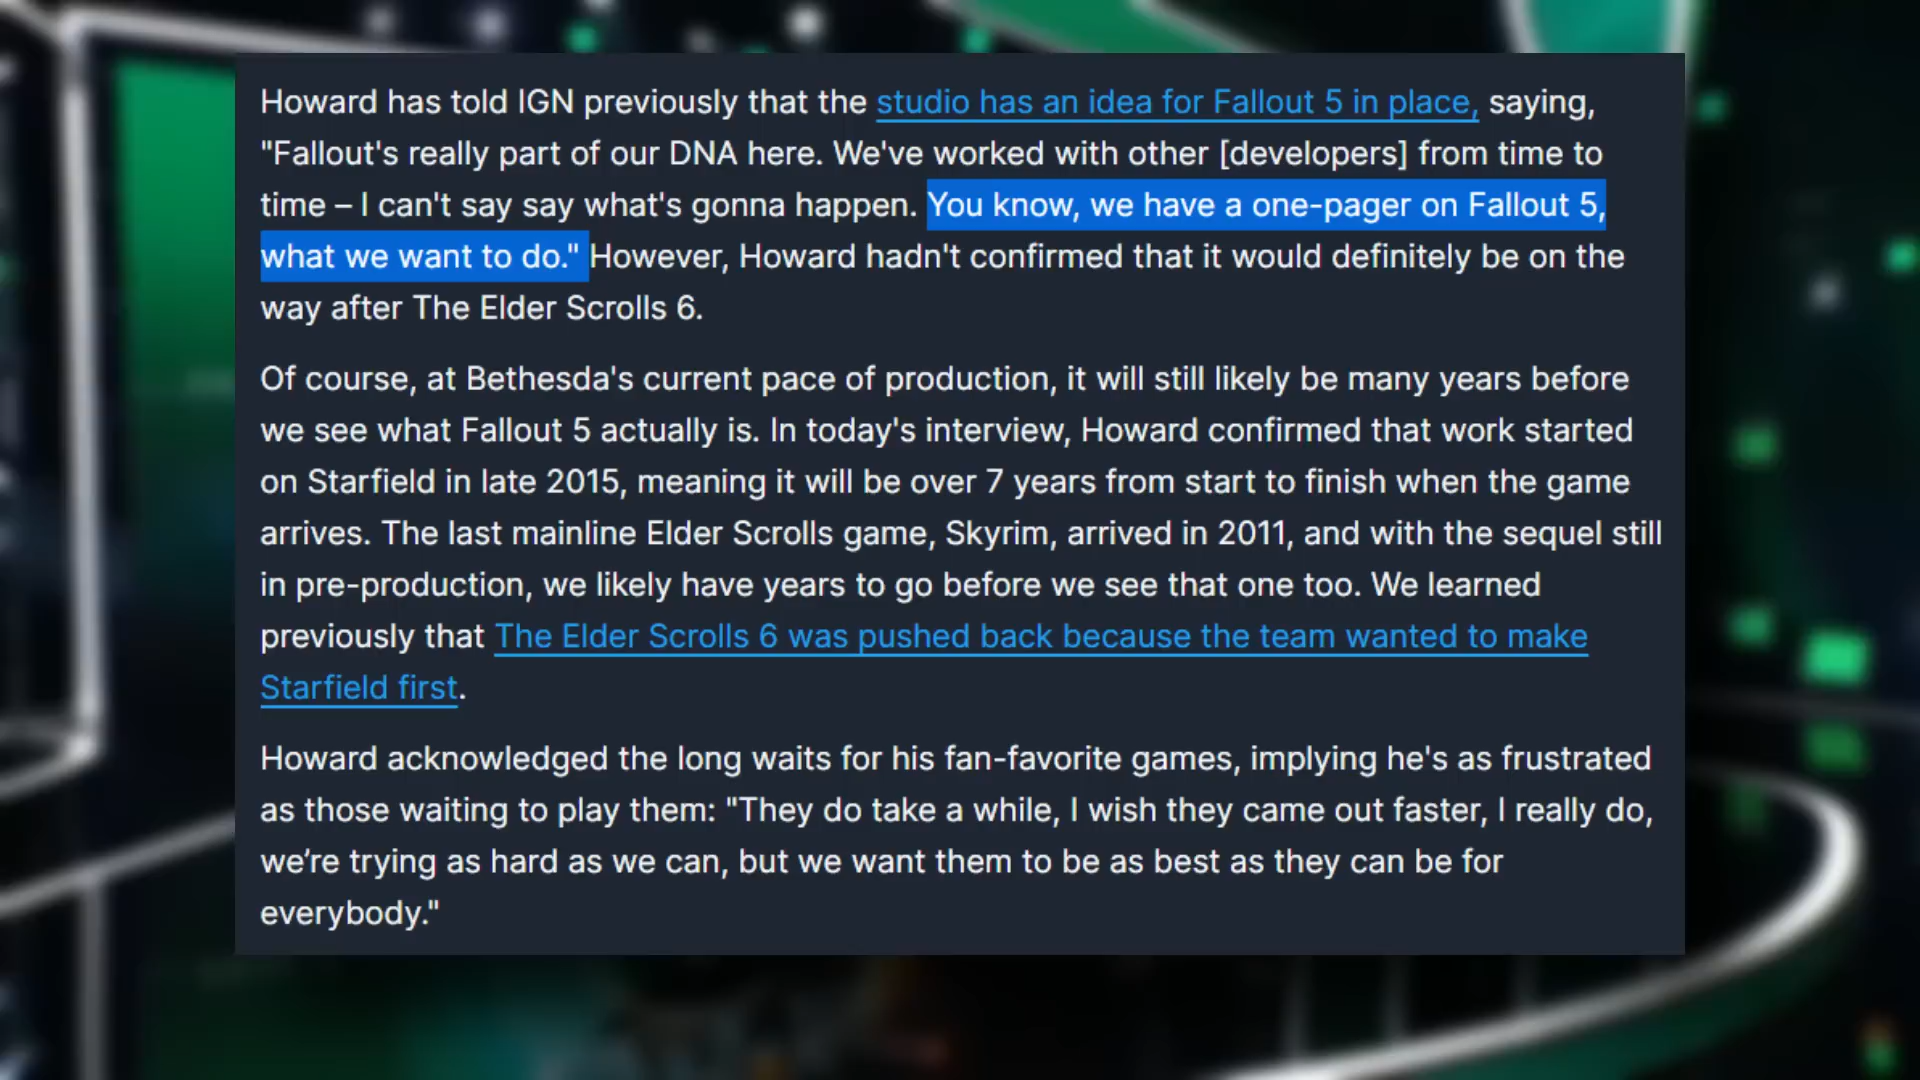 Howard has told IGN previously that the studio has an idea for Fallout 5 in place, saying,
"Fallout's really part of our DNA here. We've worked with other [developers] from time to
time – I can't say say what's gonna happen. You know, we have a one-pager on Fallout 5,
what we want to do." However, Howard hadn't confirmed that it would definitely be on the
way after The Elder Scrolls 6.
Of course, at Bethesda's current pace of production, it will still likely be many years before
we see what Fallout 5 actually is. In today's interview, Howard confirmed that work started
on Starfield in late 2015, meaning it will be over 7 years from start to finish when the game
arrives. The last mainline Elder Scrolls game, Skyrim, arrived in 2011, and with the sequel still
in pre-production, we likely have years to go before we see that one too. We learned
previously that The Elder Scrolls 6 was pushed back because the team wanted to make
Starfield first.
Howard acknowledged the long waits for his fan-favorite games, implying he's as frustrated
as those waiting to play them: "They do take a while, I wish they came out faster, I really do,
we’re trying as hard as we can, but we want them to be as best as they can be for
everybody."